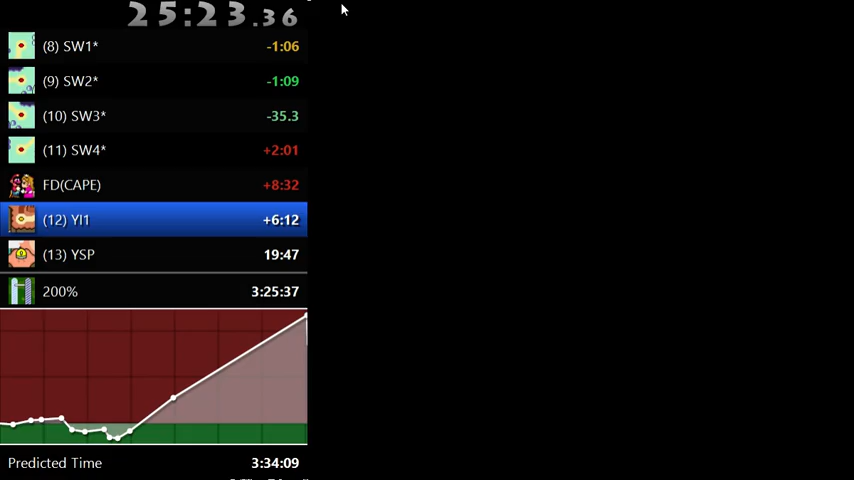 25:23.36
(8) SW1* -1:06
(9) SW2* -1:09
(10) SW3* -35.3
(11) SW4* +2:01
FD(CAPE) +8:32
(12) YI1 +6:12
(13) YSP 19:47
200% 3:25:37
Predicted Time 3:34:09